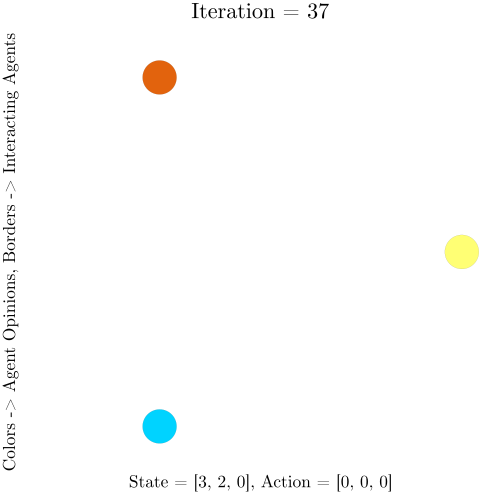 Iteration = 37
Colors -> Agent Opinions, Borders -> Interacting Agents
State = [3, 2, 0], Action = [0, 0, 0]